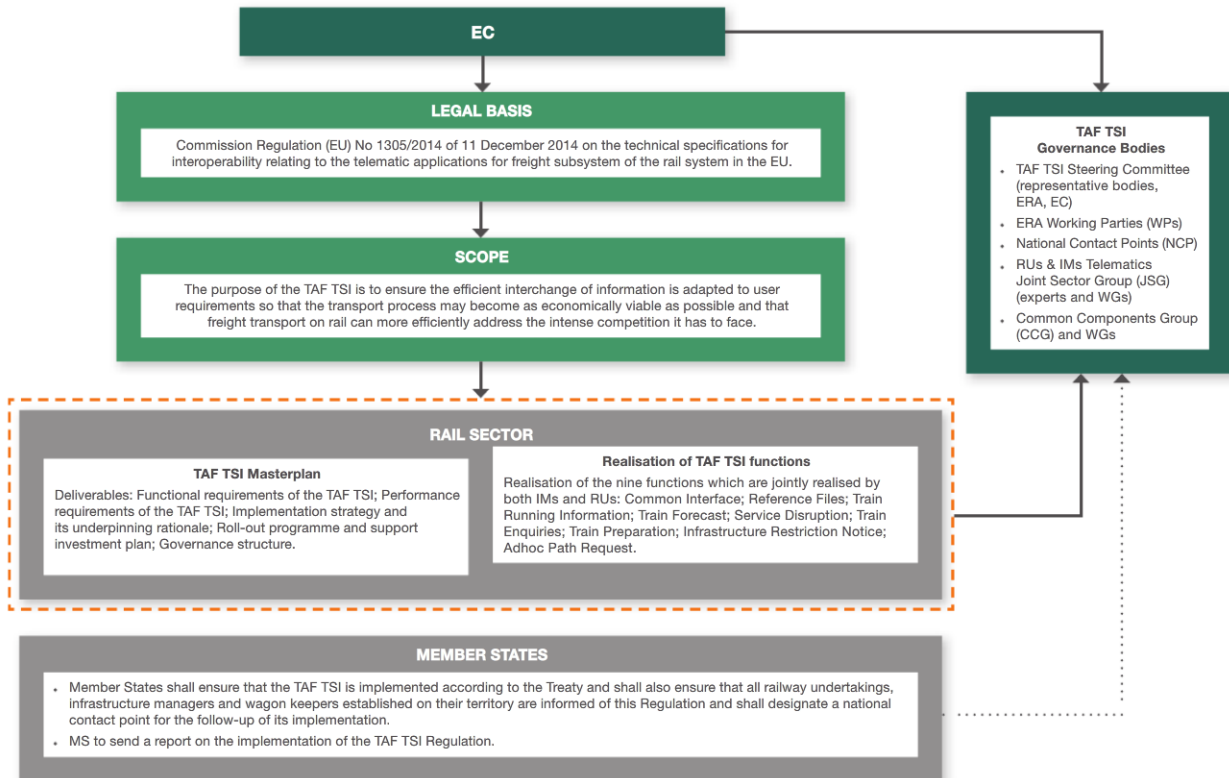 EC
LEGAL BASIS
Commission Regulation (EU) No 1305/2014 of 11 December 2014 on the technical specifications for
interoperability relating to the telematic applications for freight subsystem of the rail system in the EU.
SCOPE
The purpose of the TAF TSI is to ensure the efficient interchange of information is adapted to user
requirements so that the transport process may become as economically viable as possible and that
freight transport on rail can more efficiently address the intense competition it has to face.
TAF TSI
Governance Bodies
• TAF TSI Steering Committee
(representative bodies,
ERA, EC)
• ERA Working Parties (WPs)
• National Contact Points (NCP)
• RUs & IMs Telematics
Joint Sector Group (JSG)
(experts and WGs)
• Common Components Group
(CCG) and WGs
RAIL SECTOR
TAF TSI Masterplan
Deliverables: Functional requirements of the TAF TSI; Performance
requirements of the TAF TSI; Implementation strategy and
its underpinning rationale; Roll-out programme and support
investment plan; Governance structure.
Realisation of TAF TSI functions
Realisation of the nine functions which are jointly realised by
both IMs and RUs: Common Interface; Reference Files; Train
Running Information; Train Forecast; Service Disruption; Train
Enquiries; Train Preparation; Infrastructure Restriction Notice;
Adhoc Path Request.
MEMBER STATES
• Member States shall ensure that the TAF TSI is implemented according to the Treaty and shall also ensure that all railway undertakings,
infrastructure managers and wagon keepers established on their territory are informed of this Regulation and shall designate a national
contact point for the follow-up of its implementation.
• MS to send a report on the implementation of the TAF TSI Regulation.